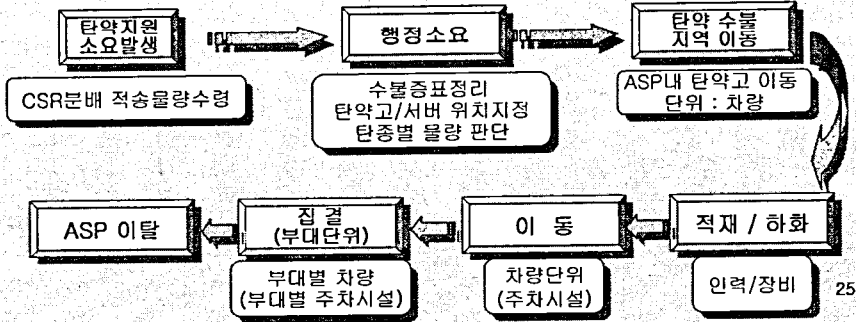 탄약지원
소요발생
행정소요
탄약 수불
지역 이동
CSR분배 적송물량수령
수불증표정리
탄약고/서버 위치지정
탄종별 물량 판단
ASP내 탄약고 이동
단위 : 차량
ASP 이탈
집 결
(부대단위)
이 동
적재 / 하화
부대별 차량
(부대별 주차시설)
차량단위
(주차시설)
인력/장비
25